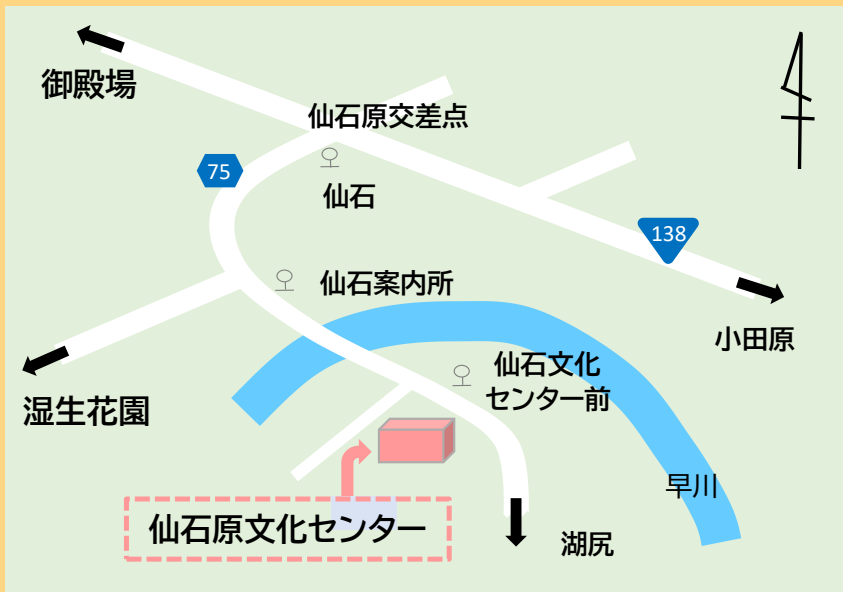 御殿場
仙石原交差点
75
仙石
138
仙石案内所
小田原
仙石文化
センター前
湿生花園
早川
仙石原文化センター
湖尻